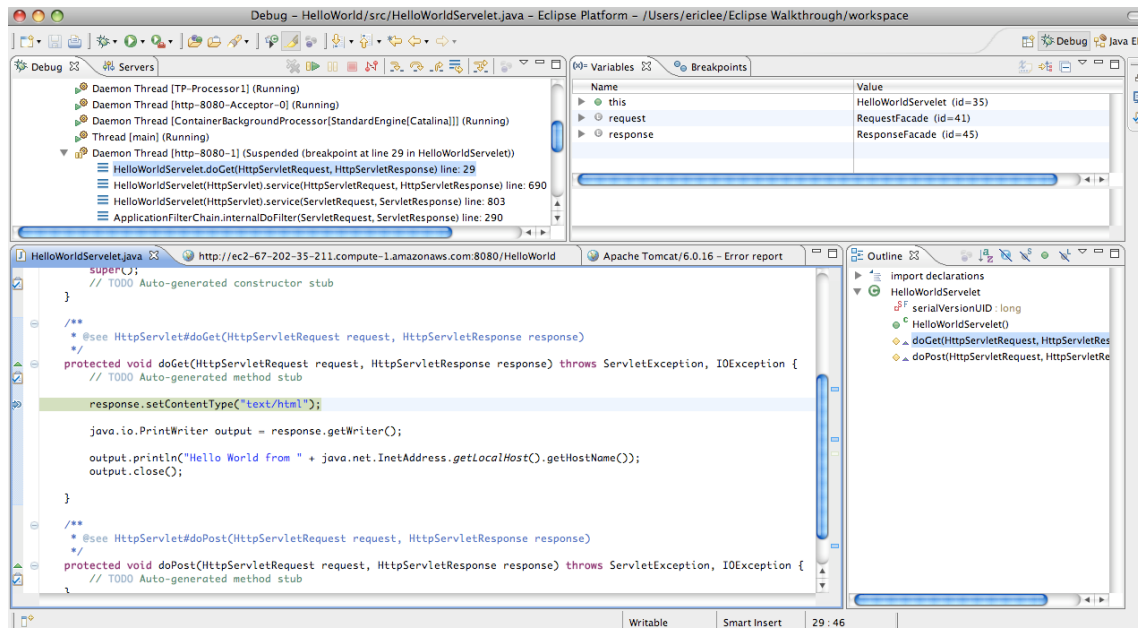 Debug – HelloWorld/src/HelloWorldServelet.java – Eclipse Platform – /Users/ericlee/Eclipse Walkthrough/workspace
Debug Java E
Debug Servers
Daemon Thread [TP-Processor1] (Running)
Daemon Thread [http-8080-Acceptor-0] (Running)
Daemon Thread [ContainerBackgroundProcessor[StandardEngine[Catalina]]] (Running)
Thread [main] (Running)
Daemon Thread [http-8080-1] (Suspended (breakpoint at line 29 in HelloWorldServelet))
HelloWorldServelet.doGet(HttpServletRequest, HttpServletResponse) line: 29
HelloWorldServelet(HttpServlet).service(HttpServletRequest, HttpServletResponse) line: 690
HelloWorldServelet(HttpServlet).service(ServletRequest, ServletResponse) line: 803
ApplicationFilterChain.internalDoFilter(ServletRequest, ServletResponse) line: 290
(x)= Variables Breakpoints
Name Value
this HelloWorldServelet (id=35)
request RequestFacade (id=41)
response ResponseFacade (id=45)
HelloWorldServelet.java http://ec2-67-202-35-211.compute-1.amazonaws.com:8080/HelloWorld Apache Tomcat/6.0.16 – Error report
super();
// TODO Auto-generated constructor stub
}
/**
* @see HttpServlet#doGet(HttpServletRequest request, HttpServletResponse response)
*/
protected void doGet(HttpServletRequest request, HttpServletResponse response) throws ServletException, IOException {
// TODO Auto-generated method stub
response.setContentType("text/html");
java.io.PrintWriter output = response.getWriter();
output.println("Hello World from " + java.net.InetAddress.getLocalHost().getHostName());
output.close();
}
/**
* @see HttpServlet#doPost(HttpServletRequest request, HttpServletResponse response)
*/
protected void doPost(HttpServletRequest request, HttpServletResponse response) throws ServletException, IOException {
// TODO Auto-generated method stub
}
Outline
import declarations
HelloWorldServelet
serialVersionUID : long
HelloWorldServelet()
doGet(HttpServletRequest, HttpServletRes
doPost(HttpServletRequest, HttpServletRe
Writable Smart Insert 29 : 46